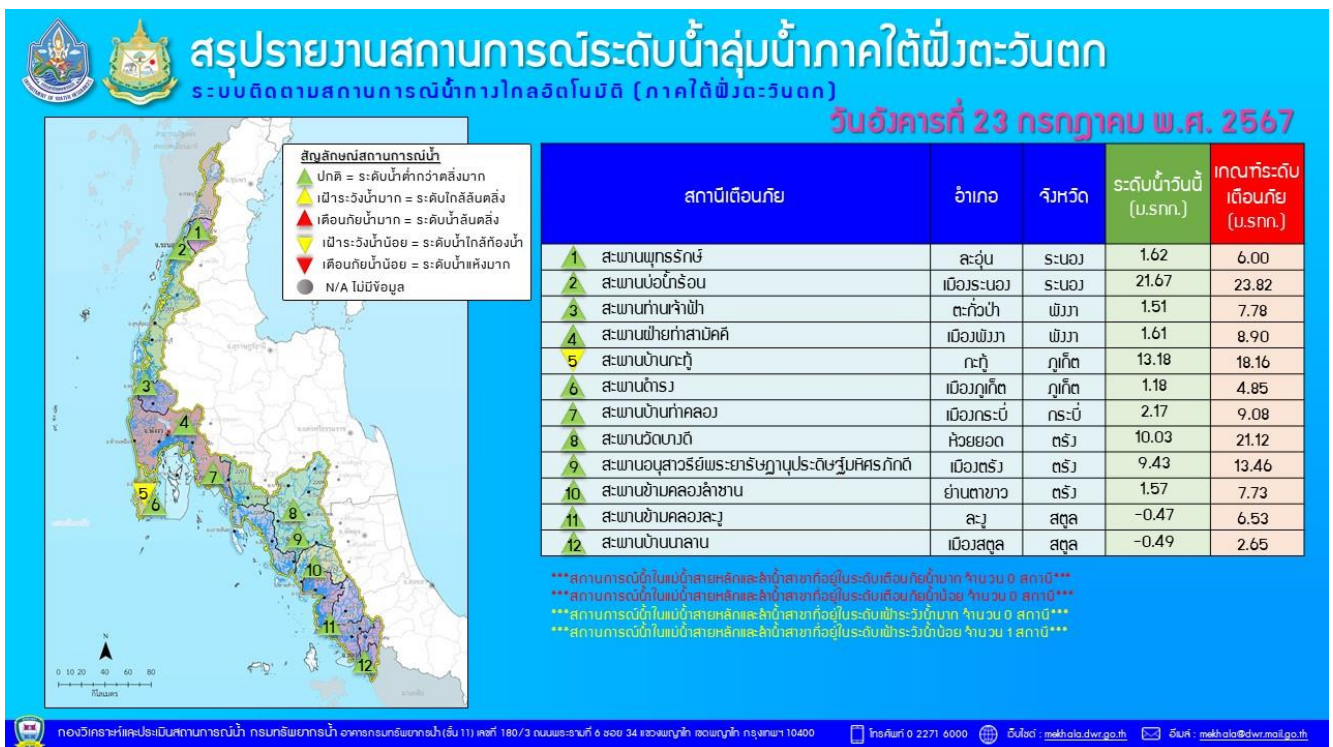 สรุปรายงานสถานการณ์ระดับน้ำลุ่มน้ำภาคใต้ฝั่งตะวันตก
ระบบติดตามสถานการณ์น้ำทางไกลอัตโนมัติ (ภาคใต้ฝั่งตะวันตก)
วันอังคารที่ 23 กรกฎาคม พ.ศ. 2567
สัญลักษณ์สถานการณ์น้ำ
ปกติ = ระดับน้ำต่ำกว่าตลิ่งมาก
เฝ้าระวังน้ำมาก = ระดับใกล้ล้นตลิ่ง
เตือนภัยน้ำมาก = ระดับน้ำล้นตลิ่ง
เฝ้าระวังน้ำน้อย = ระดับน้ำใกล้ท้องน้ำ
เตือนภัยน้ำน้อย = ระดับน้ำแห้งมาก
N/A ไม่มีข้อมูล
1
2
3
4
5
6
7
8
9
10
11
12
N
0 10 20 40 60 80
กิโลเมตร
สถานีเตือนภัย อำเภอ จังหวัด ระดับน้ำวันนี้ (ม.รทก.) เกณฑ์ระดับเตือนภัย (ม.รทก.)
1 สะพานพุทธรักษ์ ละอุ่น ระนอง 1.62 6.00
2 สะพานบ่อน้ำร้อน เมืองระนอง ระนอง 21.67 23.82
3 สะพานท่านเจ้าฟ้า ตะกั่วป่า พังงา 1.51 7.78
4 สะพานฝ่ายท่าสามัคคี เมืองพังงา พังงา 1.61 8.90
5 สะพานบ้านกะทู้ กะทู้ ภูเก็ต 13.18 18.16
6 สะพานดำรง เมืองภูเก็ต ภูเก็ต 1.18 4.85
7 สะพานบ้านท่าคลอง เมืองกระบี่ กระบี่ 2.17 9.08
8 สะพานวัดบางดี ห้วยยอด ตรัง 10.03 21.12
9 สะพานอนุสาวรีย์พระยารัษฎานุประดิษฐ์มหิศรภักดี เมืองตรัง ตรัง 9.43 13.46
10 สะพานข้ามคลองลำชาน ย่านตาขาว ตรัง 1.57 7.73
11 สะพานข้ามคลองละงู ละงู สตูล -0.47 6.53
12 สะพานบ้านนาลาน เมืองสตูล สตูล -0.49 2.65
***สถานการณ์น้ำในแม่น้ำสายหลักและลำน้ำสาขาที่อยู่ในระดับเตือนภัยน้ำมาก จำนวน 0 สถานี***
***สถานการณ์น้ำในแม่น้ำสายหลักและลำน้ำสาขาที่อยู่ในระดับเตือนภัยน้ำน้อย จำนวน 0 สถานี***
***สถานการณ์น้ำในแม่น้ำสายหลักและลำน้ำสาขาที่อยู่ในระดับเฝ้าระวังน้ำมาก จำนวน 0 สถานี***
***สถานการณ์น้ำในแม่น้ำสายหลักและลำน้ำสาขาที่อยู่ในระดับเฝ้าระวังน้ำน้อย จำนวน 1 สถานี***
กองวิเคราะห์และประเมินสถานการณ์น้ำ กรมทรัพยากรน้ำ อาคารกรมทรัพยากรน้ำ (ชั้น 11) เลขที่ 180/3 ถนนพระรามที่ 6 ซอย 34 แขวงพญาไท เขตพญาไท กรุงเทพฯ 10400 โทรศัพท์ 0 2271 6000 เว็บไซต์ : mekhala.dwr.go.th อีเมล์ : mekhala@dwr.mail.go.th